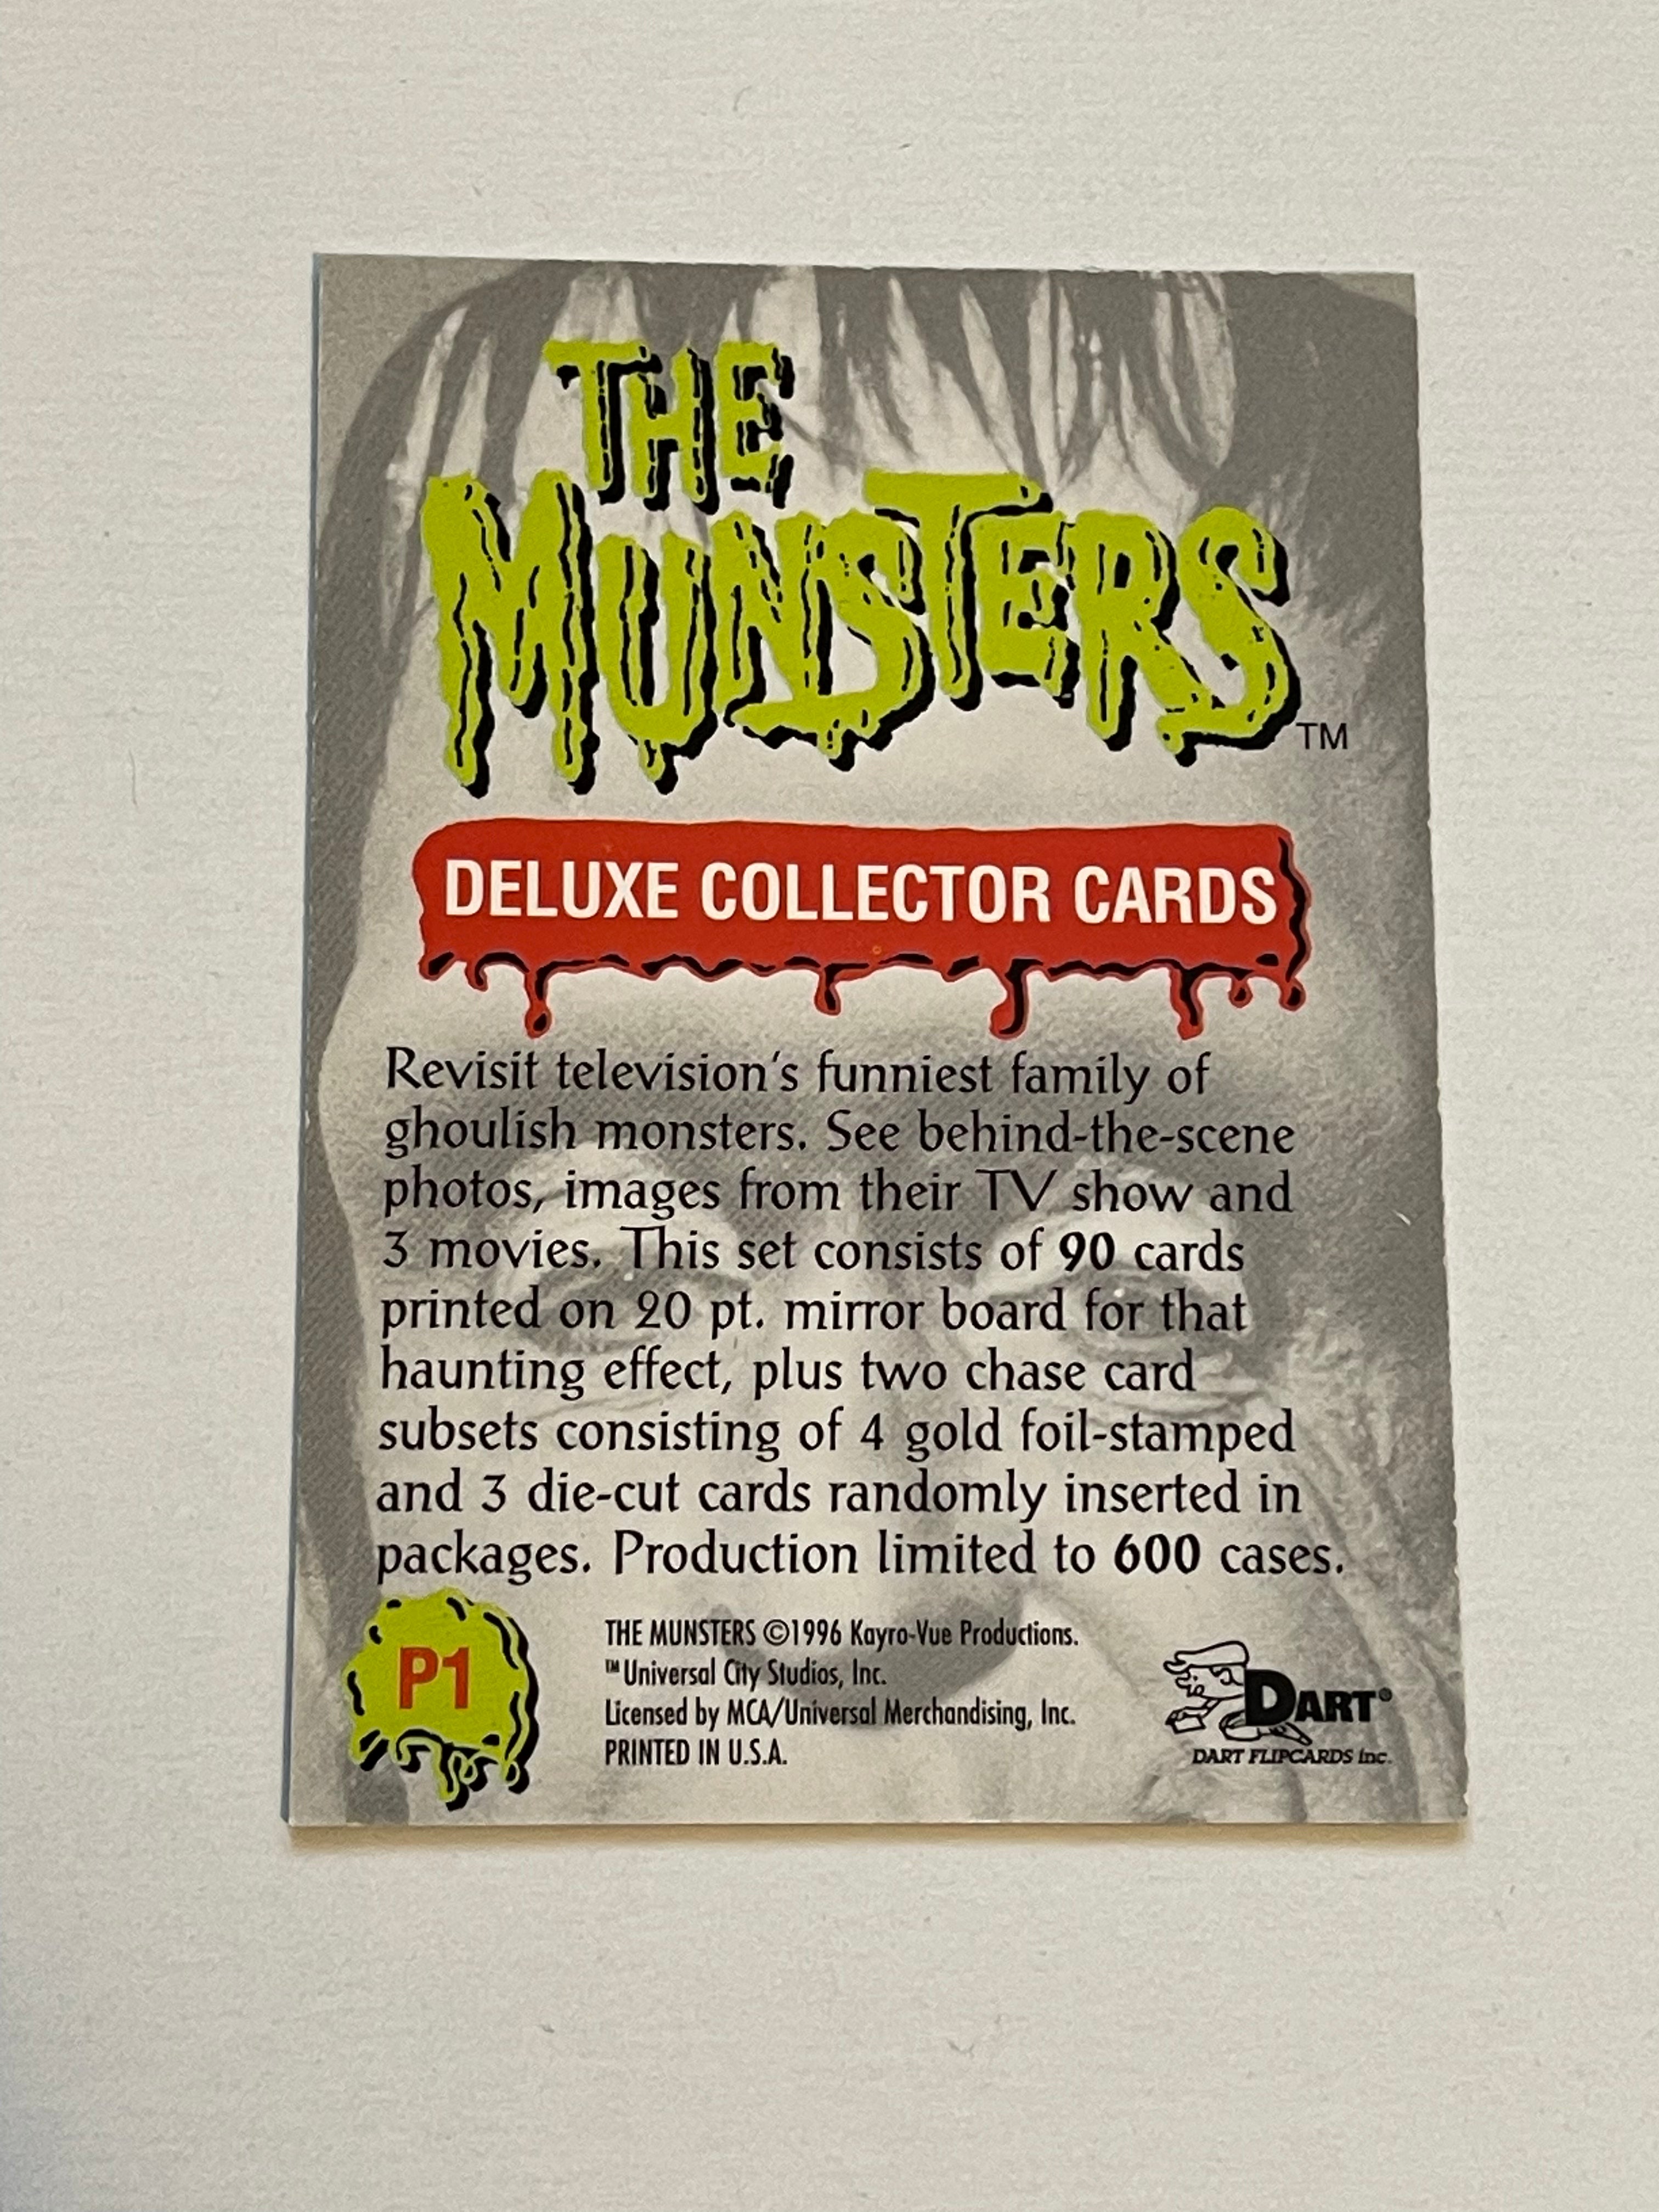 THE
MUNSTERS™
DELUXE COLLECTOR CARDS
Revisit television's funniest family of
ghoulish monsters. See behind-the-scene
photos, images from their TV show and
3 movies. This set consists of 90 cards
printed on 20 pt. mirror board for that
haunting effect, plus two chase card
subsets consisting of 4 gold foil-stamped
and 3 die-cut cards randomly inserted in
packages. Production limited to 600 cases.
P1
THE MUNSTERS ©1996 Kayro-Vue Productions.
™Universal City Studios, Inc.
Licensed by MCA/Universal Merchandising, Inc.
PRINTED IN U.S.A.
DART®
DART FLIPCARDS Inc.